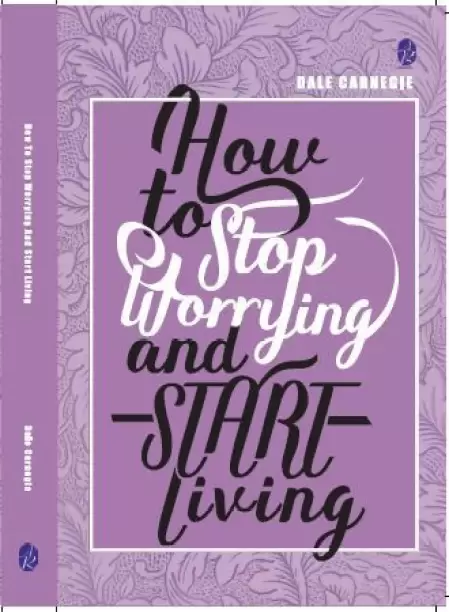 How To Stop Worrying And Start Living
Dale Carnegie
R
R
DALE CARNEGIE
How
to
Stop
Worrying
and
START
living